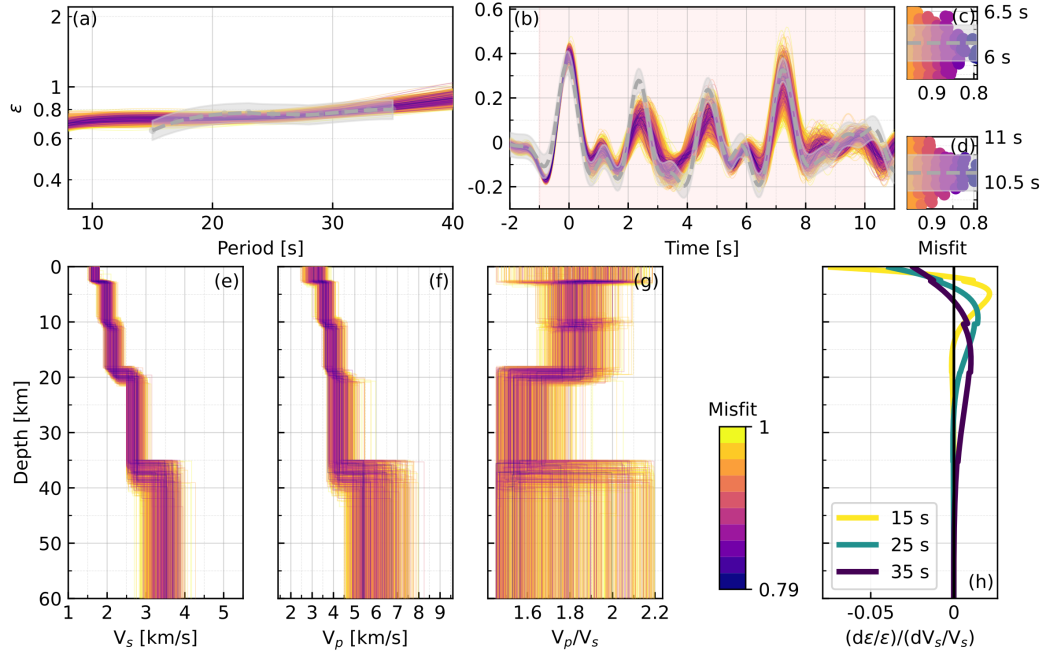 (a)
2
1
0.8
0.6
0.4
ε
10
20
30
40
Period [s]
(b)
0.6
0.4
0.2
0
-0.2
-2
0
2
4
6
8
10
Time [s]
(c)
6.5 s
6 s
0.9
0.8
(d)
11 s
10.5 s
0.9
0.8
Misfit
(e)
0
10
20
30
40
50
60
Depth [km]
1
2
3
4
5
V_s [km/s]
(f)
2
3
4
5
6
7
8
9
V_p [km/s]
(g)
1.6
1.8
2
2.2
V_p/V_s
Misfit
1
0.79
15 s
25 s
35 s
(h)
-0.05
0
(dε/ε)/(dV_s/V_s)